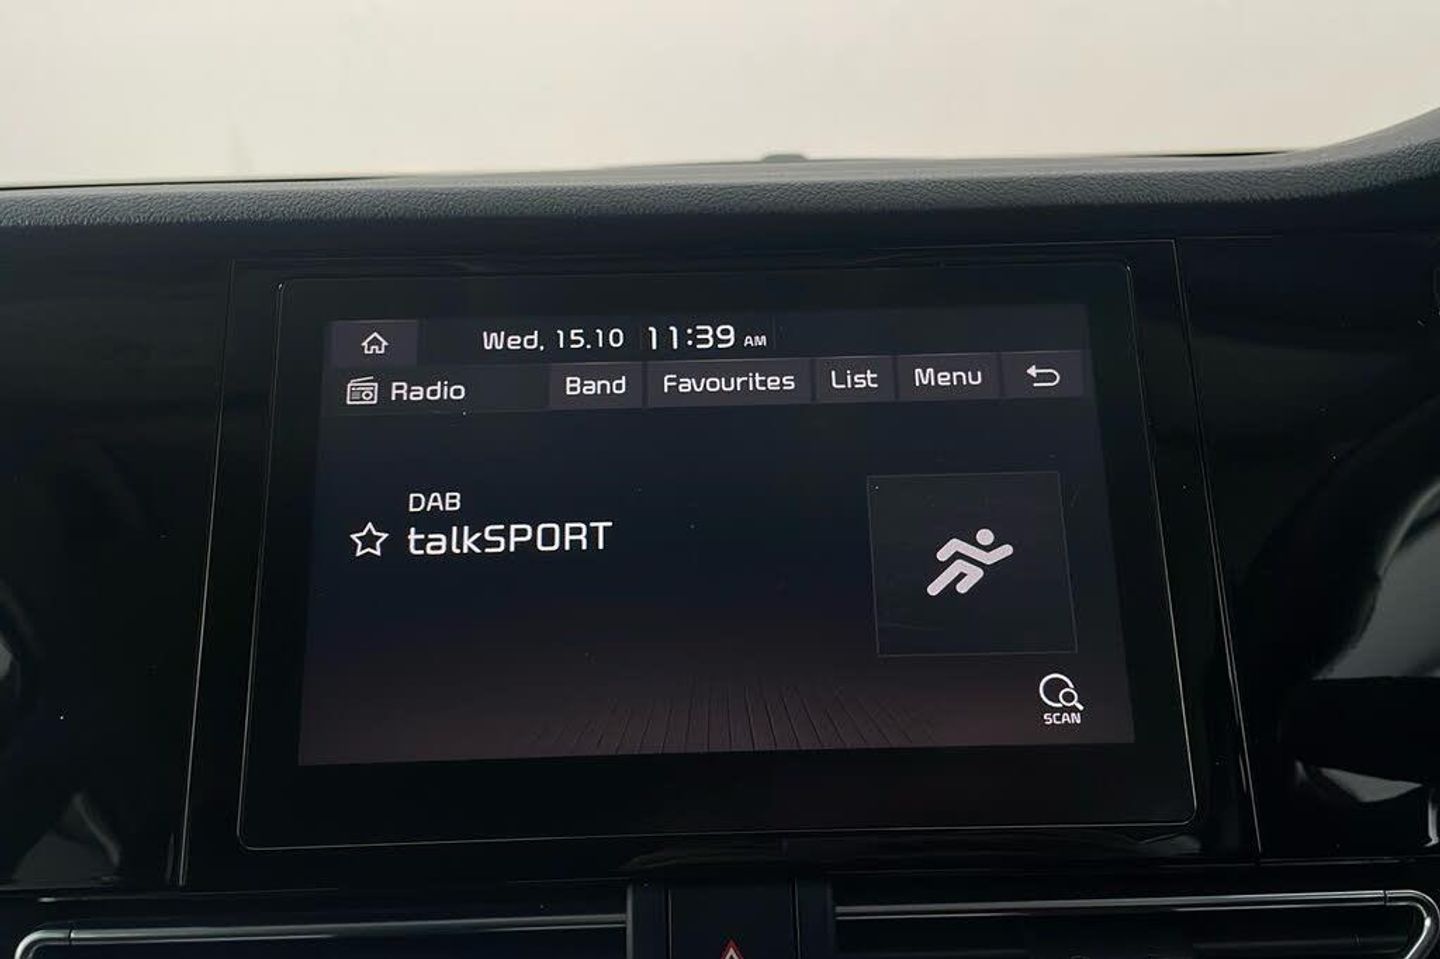 Wed, 15.10 11:39 AM
Radio Band Favourites List Menu
DAB
talkSPORT
SCAN